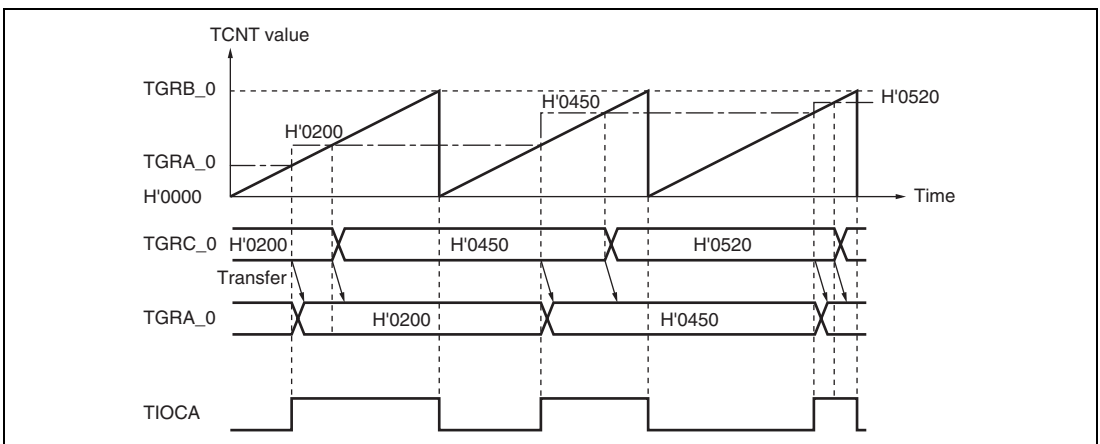 TCNT value
TGRB_0
H'0520
H'0450
H'0200
TGRA_0
H'0000
Time
TGRC_0 H'0200 H'0450 H'0520
Transfer
TGRA_0 H'0200 H'0450
TIOCA